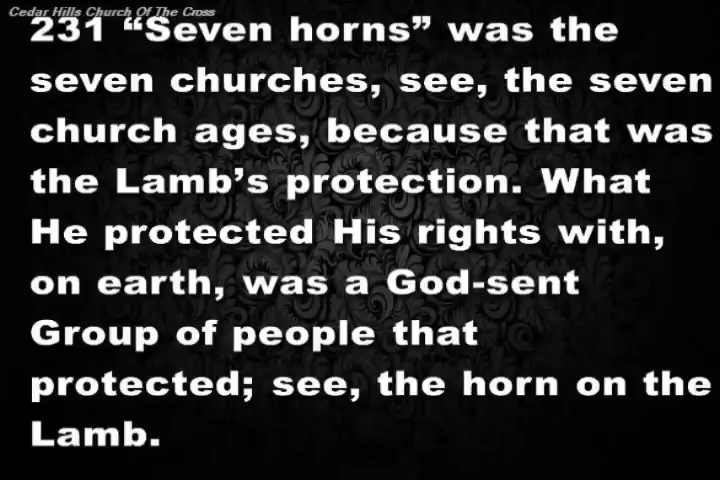 Cedar Hills Church Of The Cross
231 “Seven horns” was the
seven churches, see, the seven
church ages, because that was
the Lamb’s protection. What
He protected His rights with,
on earth, was a God-sent
Group of people that
protected; see, the horn on the
Lamb.